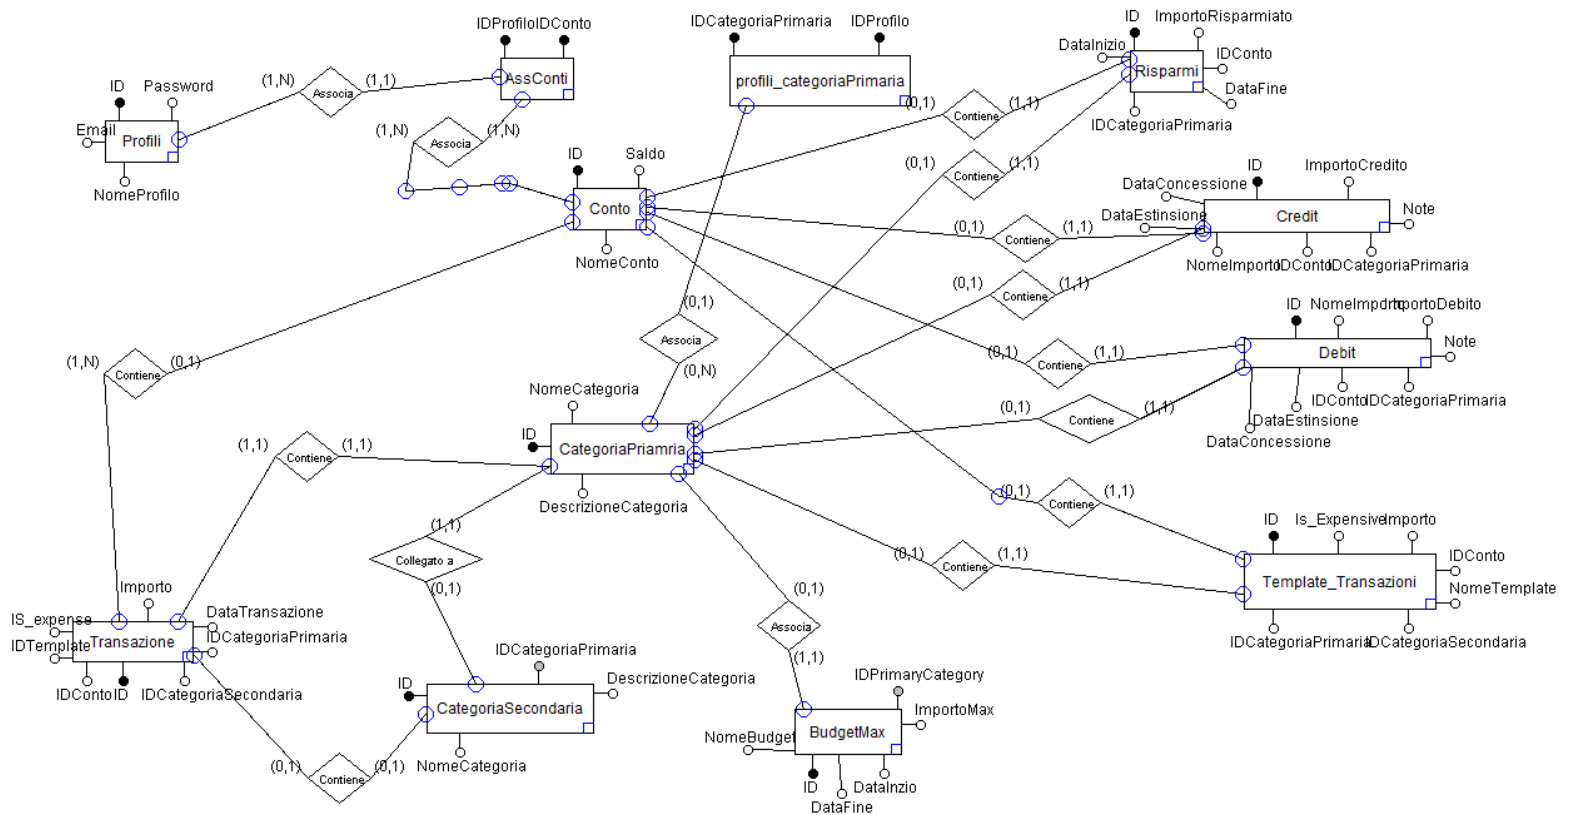 IDCategoriaPrimaria
IDProfilo
ID
ImportoRisparmiato
IDProfiloIDConto
DataInizio
IDConto
AssConti
profili_categoriaPrimaria
Risparmi
DataFine
IDCategoriaPrimaria
ID
Password
(1,N)
Associa
(1,1)
Email
Profili
NomeProfilo
(1,N)
Associa
(1,N)
(0,1)
Contiene
(1,1)
(0,1)
Contiene
(1,1)
ID
Saldo
Conto
NomeConto
ID
ImportoCredito
DataConcessione
DataEstinsione
Credit
Note
NomeImporto
IDConto
IDCategoriaPrimaria
(0,1)
Contiene
(1,1)
(0,1)
Contiene
(1,1)
(0,1)
Associa
(0,N)
ID
NomeImporto
ImportoDebito
Debit
Note
IDConto
IDCategoriaPrimaria
DataEstinsione
DataConcessione
(0,1)
Contiene
(1,1)
(0,1)
Contiene
(1,1)
(1,N)
Contiene
(0,1)
NomeCategoria
ID
CategoriaPriamria
DescrizioneCategoria
(1,1)
Contiene
(1,1)
(1,1)
Collegato a
(0,1)
(0,1)
Contiene
(1,1)
(0,1)
Contiene
(1,1)
ID
Is_Expensive
Importo
IDConto
Template_Transazioni
NomeTemplate
IDCategoriaPrimaria
IDCategoriaSecondaria
(0,1)
Associa
(1,1)
Importo
IS_expense
DataTransazione
IDTemplate
Transazione
IDCategoriaPrimaria
IDConto
ID
IDCategoriaSecondaria
IDCategoriaPrimaria
ID
DescrizioneCategoria
CategoriaSecondaria
NomeCategoria
(0,1)
Contiene
(0,1)
IDPrimaryCategory
ImportoMax
NomeBudget
BudgetMax
ID
DataInzio
DataFine